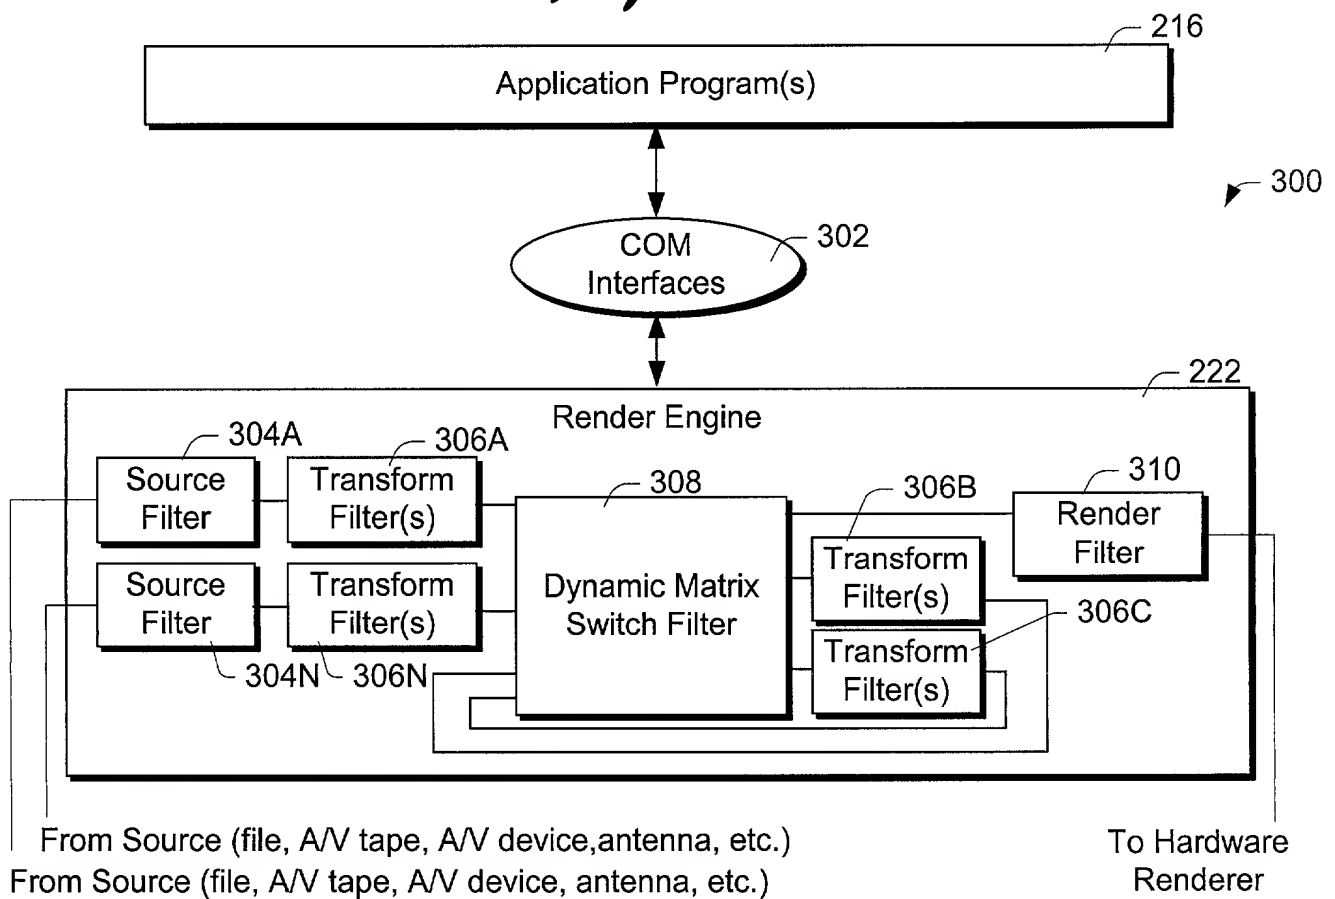 216
Application Program(s)
300
COM
Interfaces
302
222
Render Engine
304A
306A
Source
Filter
Transform
Filter(s)
308
306B
310
Render
Filter
Dynamic Matrix
Switch Filter
Transform
Filter(s)
Source
Filter
Transform
Filter(s)
306C
Transform
Filter(s)
304N
306N
From Source (file, A/V tape, A/V device,antenna, etc.)
From Source (file, A/V tape, A/V device, antenna, etc.)
To Hardware
Renderer